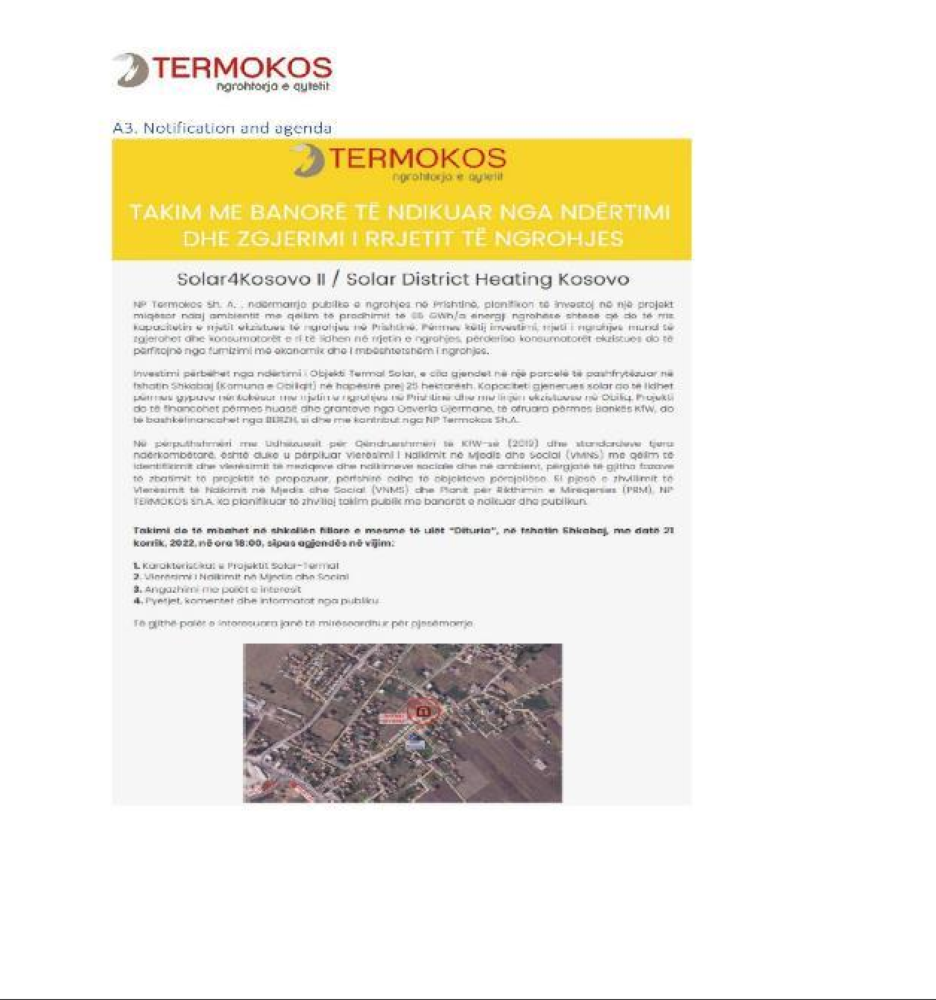 TERMOKOS
ngrohtorja e qytetit
A3. Notification and agenda
TERMOKOS
ngrohtorja e qytetit
TAKIM ME BANORË TË NDIKUAR NGA NDËRTIMI
DHE ZGJERIMI I RRJETIT TË NGROHJES
Solar4Kosovo II / Solar District Heating Kosovo
NP Termokos Sh. A. , ndërmarrja publike e ngrohjes në Prishtinë, planifikon të investoj në një projekt
miqësor ndaj ambientit me qëllim të prodhimit të GWh/a energji ngrohëse shtesë që do të rris
kapacitetin e rrjetit ekzistues të ngrohjes në Prishtinë. Përmes këtij investimi, rrjeti i ngrohjes mund të
zgjerohet dhe konsumatorët e ri të lidhen në rrjetin e ngrohjes, përderisa konsumatorët ekzistues do të
përfitojnë nga furnizimi më ekonomik dhe i mbështetshëm i ngrohjes.
Investimi përbëhet nga ndërtimi i Objekti Termal Solar, e cila gjendet në një parcelë të pashfrytëzuar në
fshatin Shkabaj (Komuna e Obiliqit) në hapësirë prej 25 hektarësh. Kapaciteti gjenerues solar do të lidhet
përmes gypave nëntokësor me rrjetin e ngrohjes në Prishtinë dhe me linjën ekzistuese në Obiliq. Projekti
do të financohet përmes huasë dhe granteve nga Qeveria Gjermane, të ofruara përmes Bankës KfW, do
të bashkëfinancohet nga BERZH, si dhe me kontribut nga NP Termokos Sh.A.
Në përputhshmëri me Udhëzuesit për Qëndrueshmëri të KfW-së (2019) dhe standardeve tjera
ndërkombëtare, është duke u përpiluar Vlerësimi i Ndikimit në Mjedis dhe Social (VMNS) me qëllim të
identifikimit dhe vlerësimit të rreziqeve dhe ndikimeve sociale dhe në ambient, përgjatë të gjitha fazave
të zbatimit të projektit të propozuar, përfshirë edhe të objekteve përcjellëse. Si pjesë e zhvillimit të
Vlerësimit të Ndikimit në Mjedis dhe Social (VNMS) dhe Planit për Rikthimin e Mirëqenies (PRM), NP
TERMOKOS Sh.A. ka planifikuar të zhvilloj takim publik me banorët e ndikuar dhe publikun.
Takimi do të mbahet në shkollën fillore e mesme të ulët "Dituria", në fshatin Shkabaj, me datë 21
korrik, 2022, në ora 18:00, sipas agjendës në vijim:
1. Karakteristikat e Projektit Solar-Termal
2. Vlerësimi i Ndikimit në Mjedis dhe Social
3. Angazhimi me palët e interesit
4. Pyetjet, komentet dhe informatat nga publiku
Të gjithë palët e interesuara janë të mirëseardhur për pjesëmarrje